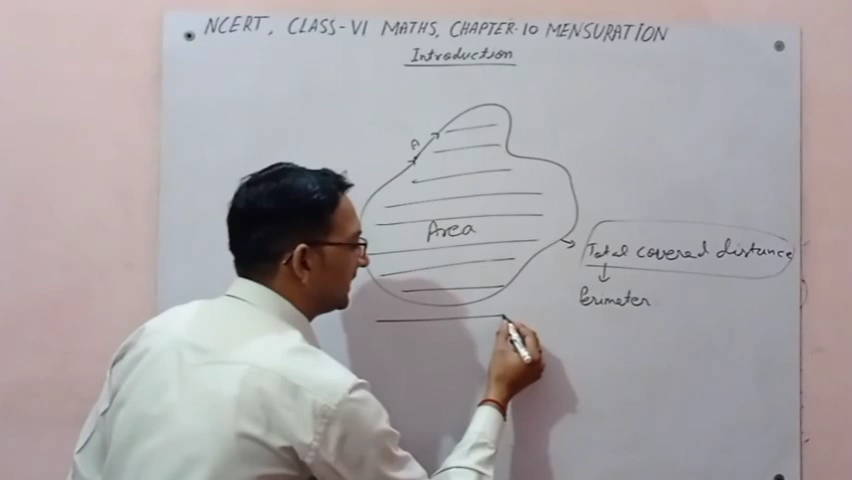 NCERT, CLASS-VI MATHS, CHAPTER-10 MENSURATION
Introduction
A
Area
Total covered distance
Perimeter